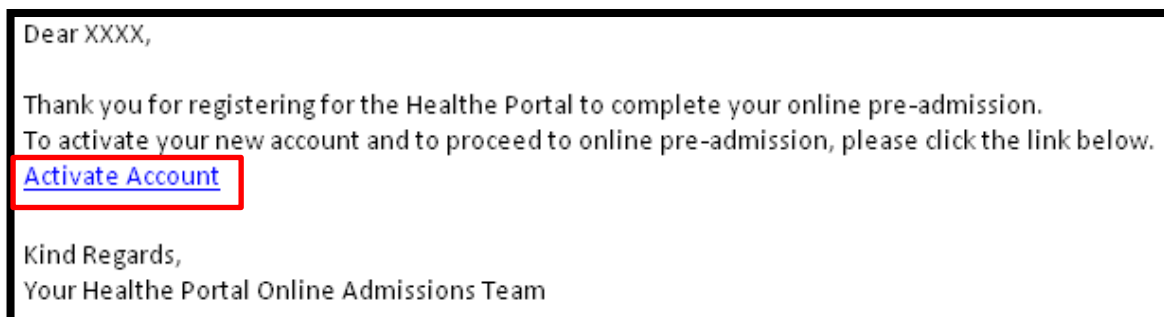 Dear XXXX,
Thank you for registering for the Healthe Portal to complete your online pre-admission.
To activate your new account and to proceed to online pre-admission, please click the link below.
Activate Account
Kind Regards,
Your Healthe Portal Online Admissions Team